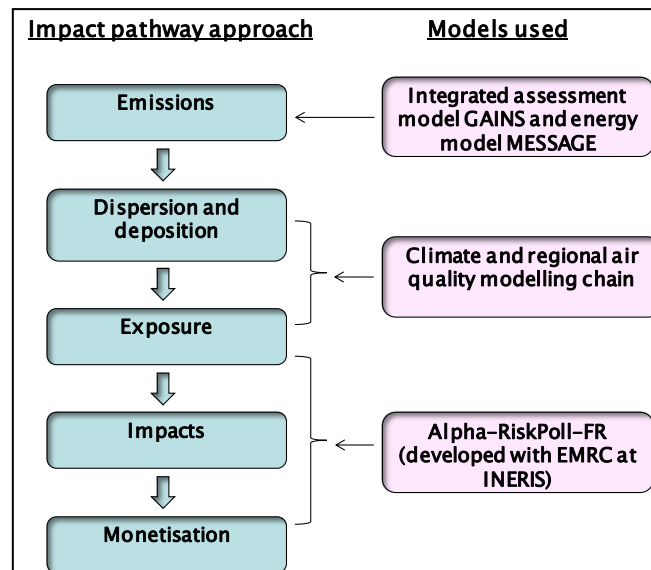 Impact pathway approach
Models used
Emissions
Integrated assessment
model GAINS and energy
model MESSAGE
Dispersion and
deposition
Climate and regional air
quality modelling chain
Exposure
Impacts
Alpha-RiskPoll-FR
(developed with EMRC at
INERIS)
Monetisation